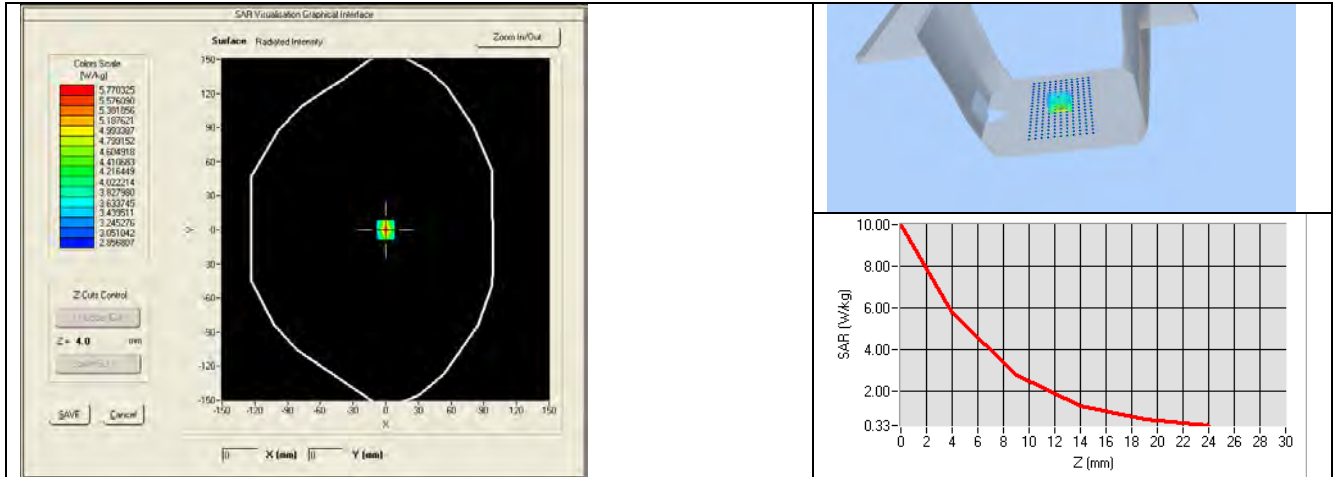 SAR Visualisation Graphical Interface
Surface Radiated Intensity
Zoom In/Out
Colors Scale
[W/kg]
5.770325
5.576090
5.381856
5.187621
4.993387
4.799152
4.604918
4.410683
4.216449
4.022214
3.827980
3.633745
3.439511
3.245276
3.051042
2.856807
150-
120-
90-
60-
30-
0-
30-
-60-
-90-
-120-
-150-
Y
-150 -120 -90 -60 -30 0 30 60 90 120 150
X
Z Cuts Control
Z = 4.0 mm
SAVE Cancel
0 X (mm) 0 Y (mm)
10.00-
8.00-
6.00-
4.00-
2.00-
0.33-
SAR (W/kg)
0 2 4 6 8 10 12 14 16 18 20 22 24 26 28 30
Z (mm)